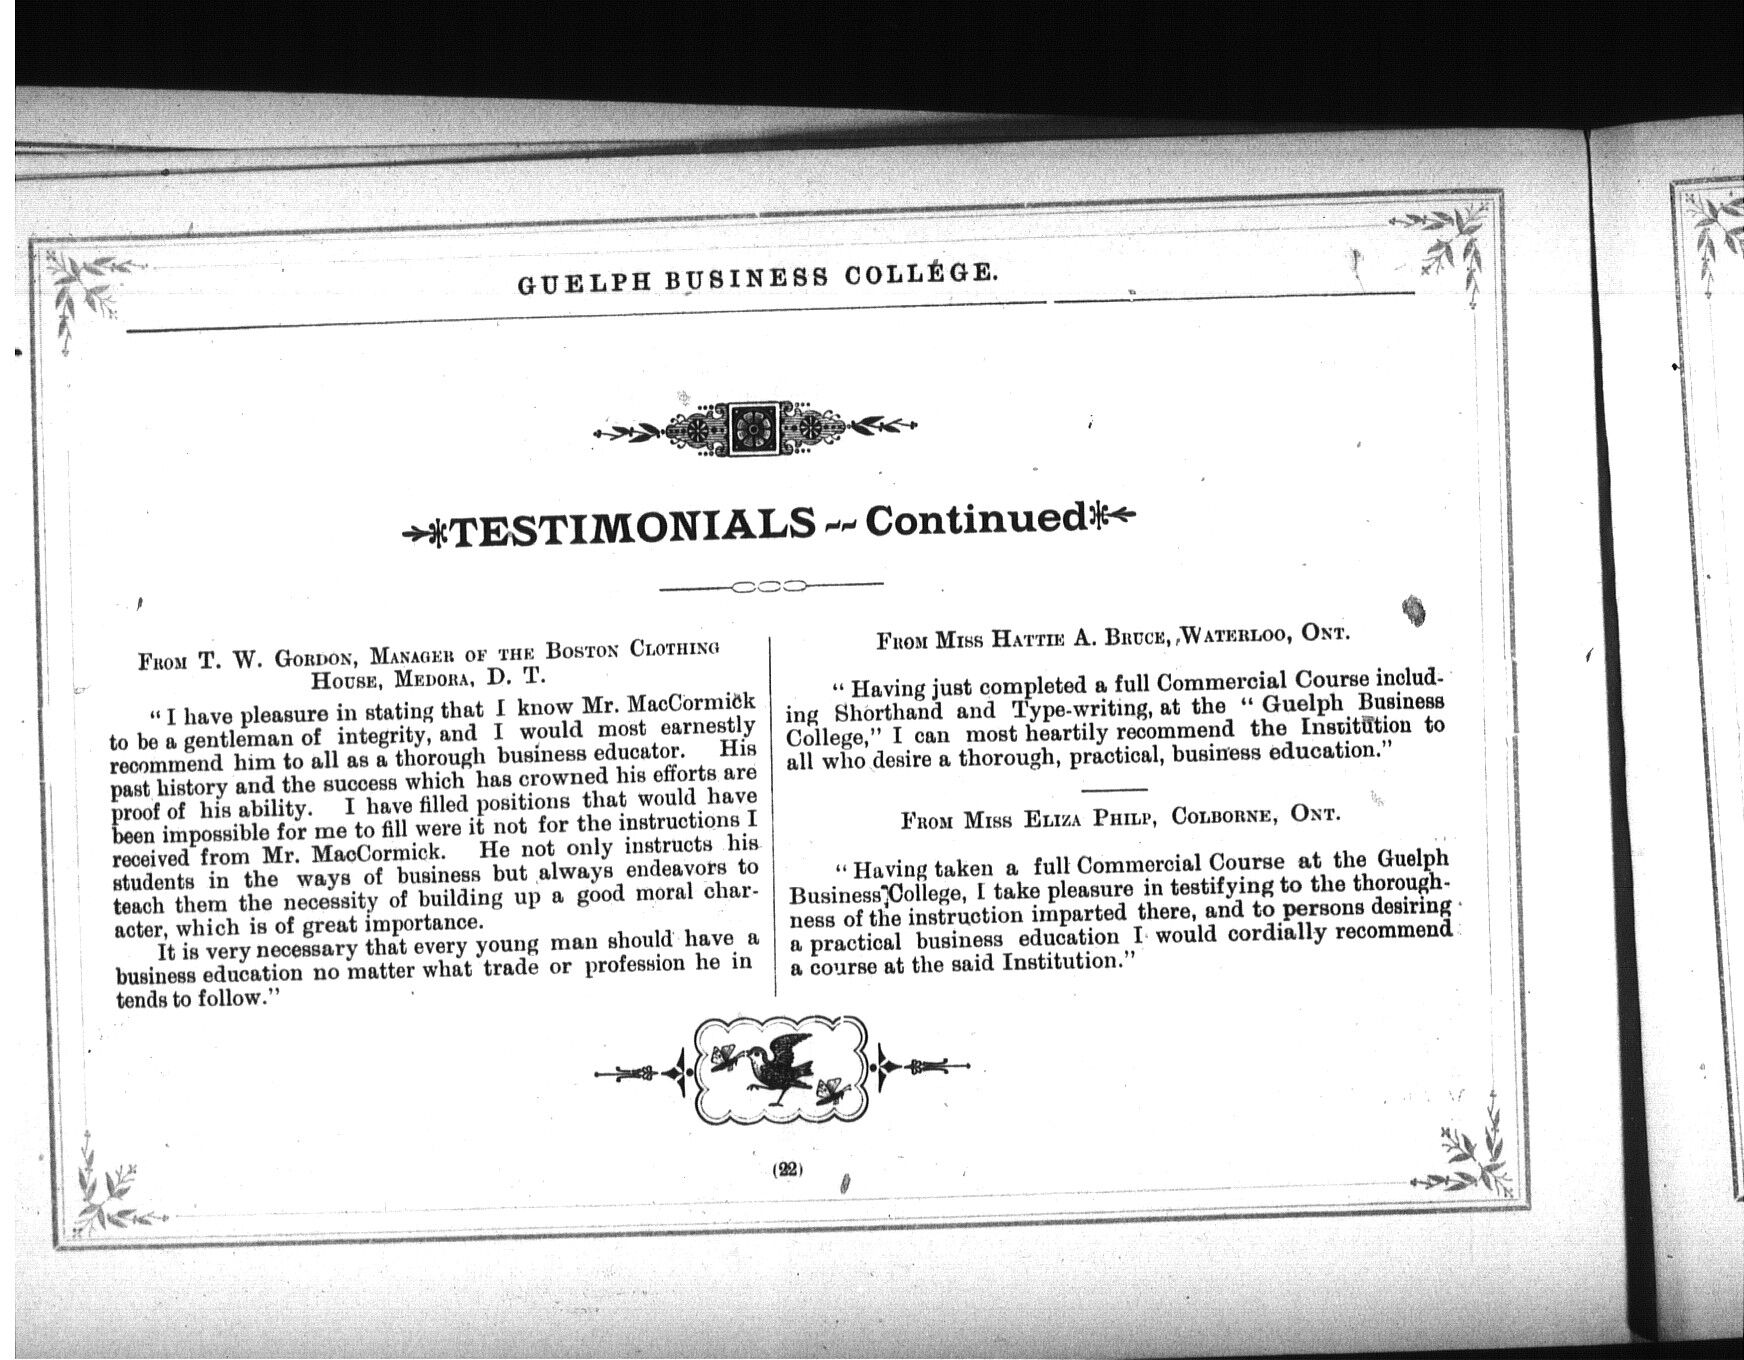 GUELPH BUSINESS COLLEGE.
TESTIMONIALS -- Continued
FROM T. W. GORDON, MANAGER OF THE BOSTON CLOTHING
HOUSE, MEDORA, D. T.
"I have pleasure in stating that I know Mr. MacCormick
to be a gentleman of integrity, and I would most earnestly
recommend him to all as a thorough business educator. His
past history and the success which has crowned his efforts are
proof of his ability. I have filled positions that would have
been impossible for me to fill were it not for the instructions I
received from Mr. MacCormick. He not only instructs his
students in the ways of business but always endeavors to
teach them the necessity of building up a good moral char-
acter, which is of great importance.
It is very necessary that every young man should have a
business education no matter what trade or profession he in
tends to follow."
FROM MISS HATTIE A. BRUCE, WATERLOO, ONT.
"Having just completed a full Commercial Course includ-
ing Shorthand and Type-writing, at the "Guelph Business
College," I can most heartily recommend the Institution to
all who desire a thorough, practical, business education."
FROM MISS ELIZA PHILP, COLBORNE, ONT.
"Having taken a full Commercial Course at the Guelph
Business College, I take pleasure in testifying to the thorough-
ness of the instruction imparted there, and to persons desiring
a practical business education I would cordially recommend
a course at the said Institution."
(22)